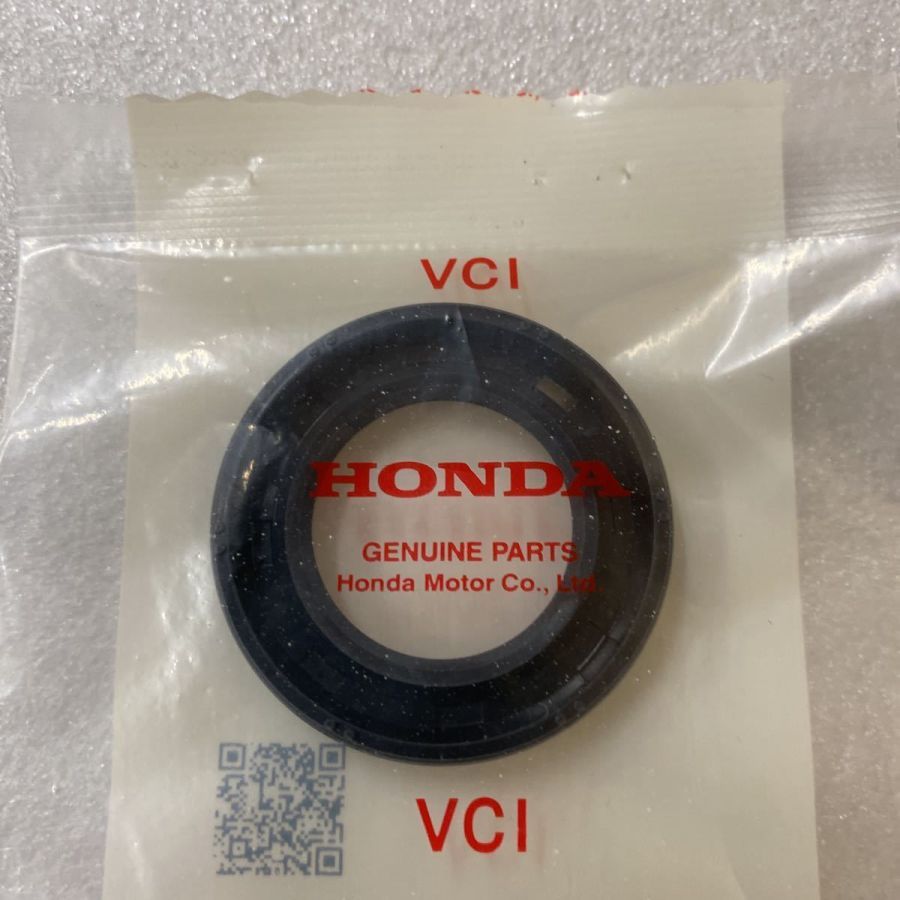 VCI
HONDA
GENUINE PARTS
Honda Motor Co., Ltd.
VCI